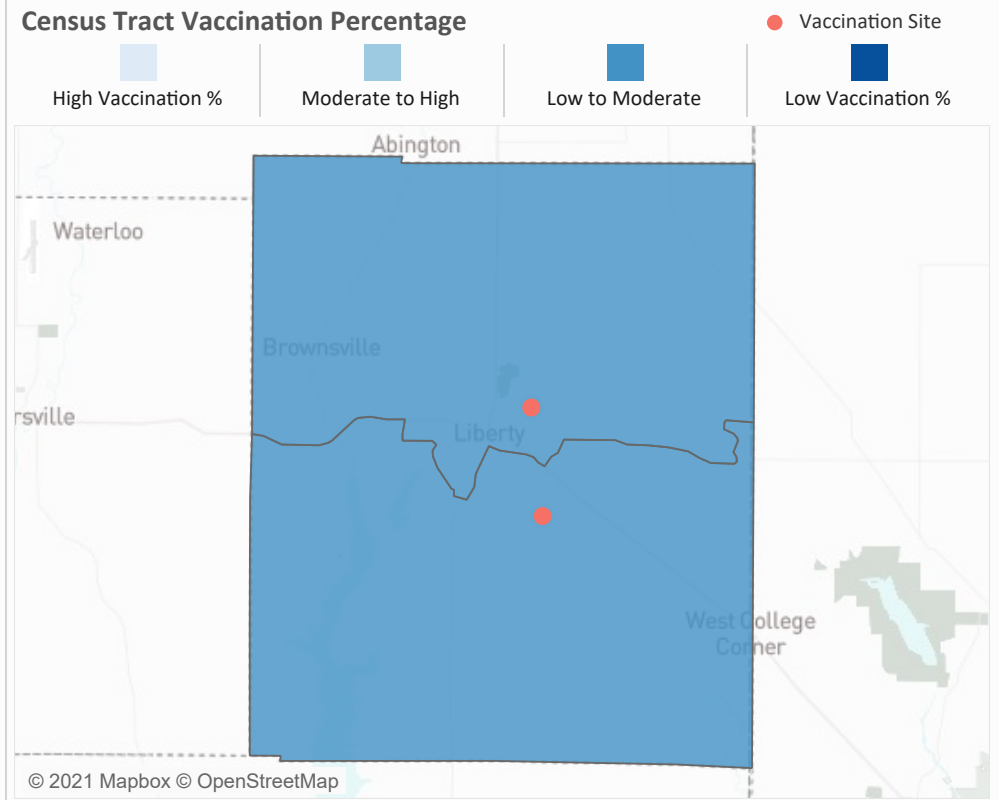 Census Tract Vaccination Percentage
Vaccination Site
High Vaccination %
Moderate to High
Low to Moderate
Low Vaccination %
Abington
Waterloo
Brownsville
rsville
Liberty
West College
Corner
© 2021 Mapbox © OpenStreetMap